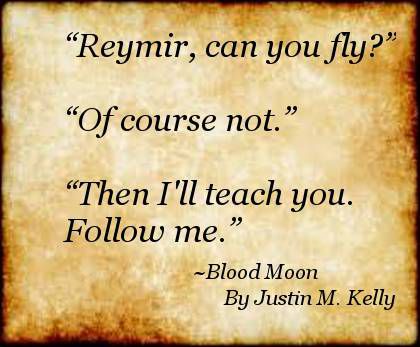 “Reymir, can you fly?”
“Of course not.”
“Then I'll teach you.
Follow me.”
~Blood Moon
By Justin M. Kelly